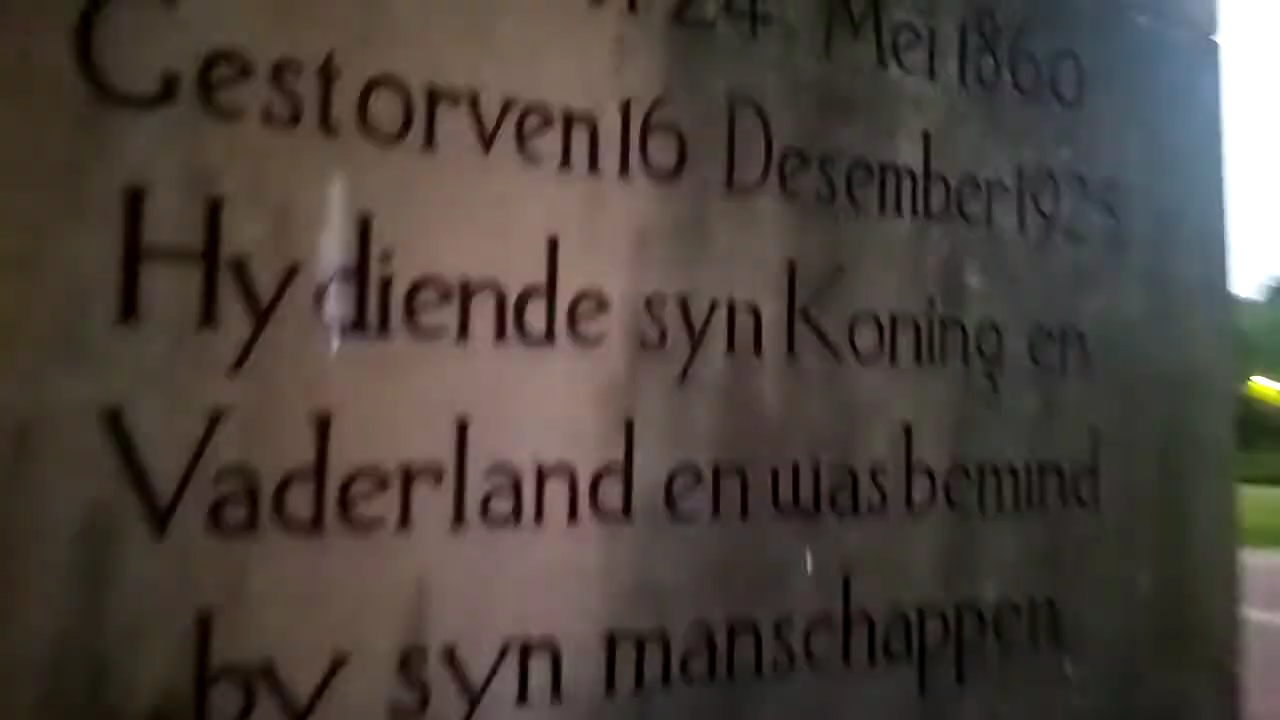 24 Mei 1860
Gestorven 16 Desember 1925
Hy diende syn Koning en
Vaderland en was bemind
by syn manschappen